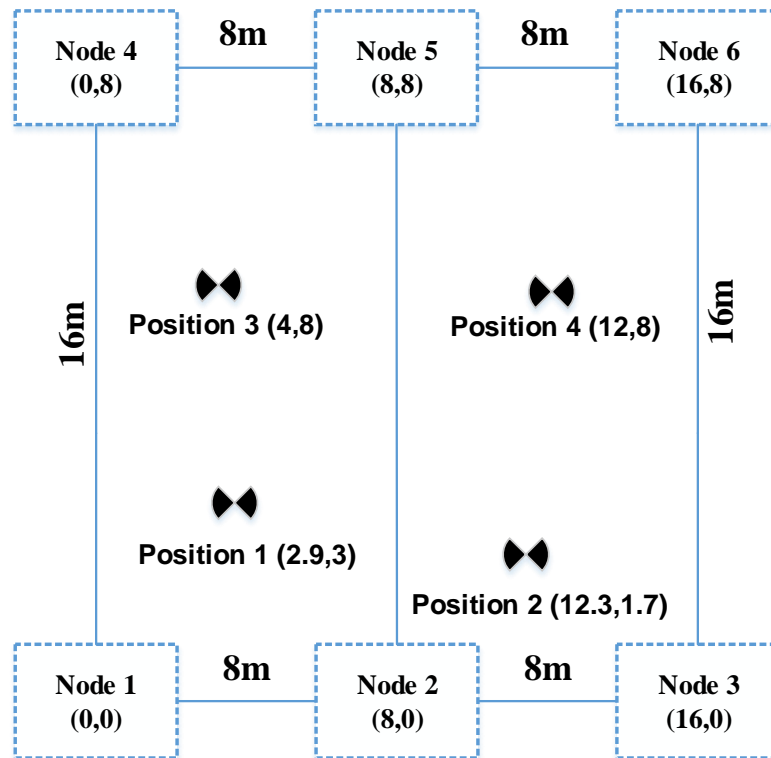 8m
8m
Node 4
(0,8)
Node 5
(8,8)
Node 6
(16,8)
Position 3 (4,8)
Position 4 (12,8)
16m
16m
Position 1 (2.9,3)
Position 2 (12.3,1.7)
8m
8m
Node 1
(0,0)
Node 2
(8,0)
Node 3
(16,0)